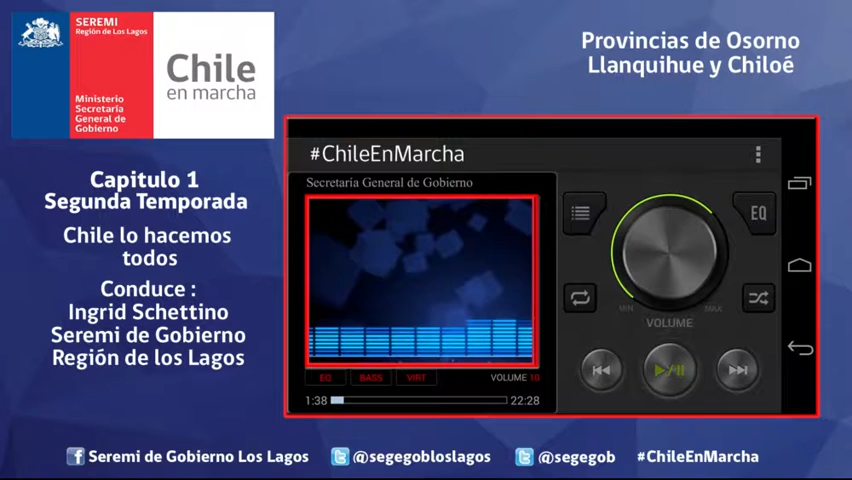 SEREMI
Región de Los Lagos
Ministerio
Secretaría
General de
Gobierno
Chile
en marcha
Provincias de Osorno
Llanquihue y Chiloé
Capitulo 1
Segunda Temporada
Chile lo hacemos
todos
Conduce :
Ingrid Schettino
Seremi de Gobierno
Región de los Lagos
#ChileEnMarcha
Secretaría General de Gobierno
EQ BASS VIRT VOLUME 10
1:38 22:28
EQ
MIN MAX
VOLUME
Seremi de Gobierno Los Lagos @segegobloslagos @segegob #ChileEnMarcha